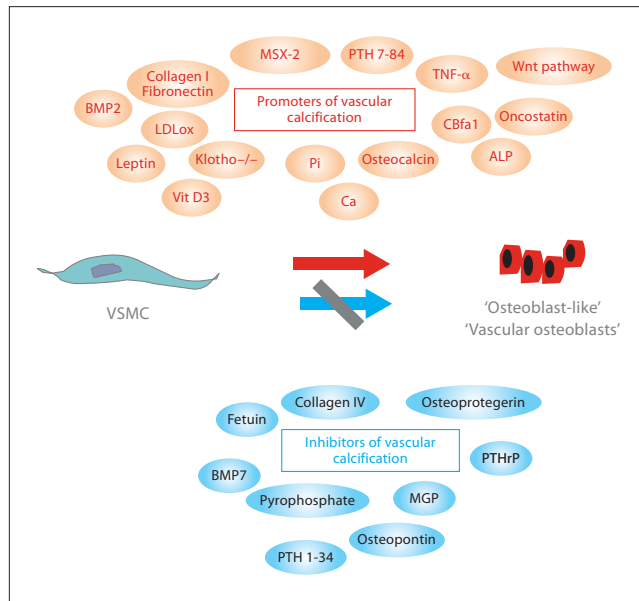 MSX-2
PTH 7-84
TNF-α
Wnt pathway
Collagen I
Fibronectin
BMP2
Promoters of vascular
calcification
CBfa1
Oncostatin
LDLox
Leptin
Klotho–/–
Pi
Osteocalcin
ALP
Vit D3
Ca
VSMC
'Osteoblast-like'
'Vascular osteoblasts'
Collagen IV
Osteoprotegerin
Fetuin
Inhibitors of vascular
calcification
PTHrP
BMP7
Pyrophosphate
MGP
Osteopontin
PTH 1-34